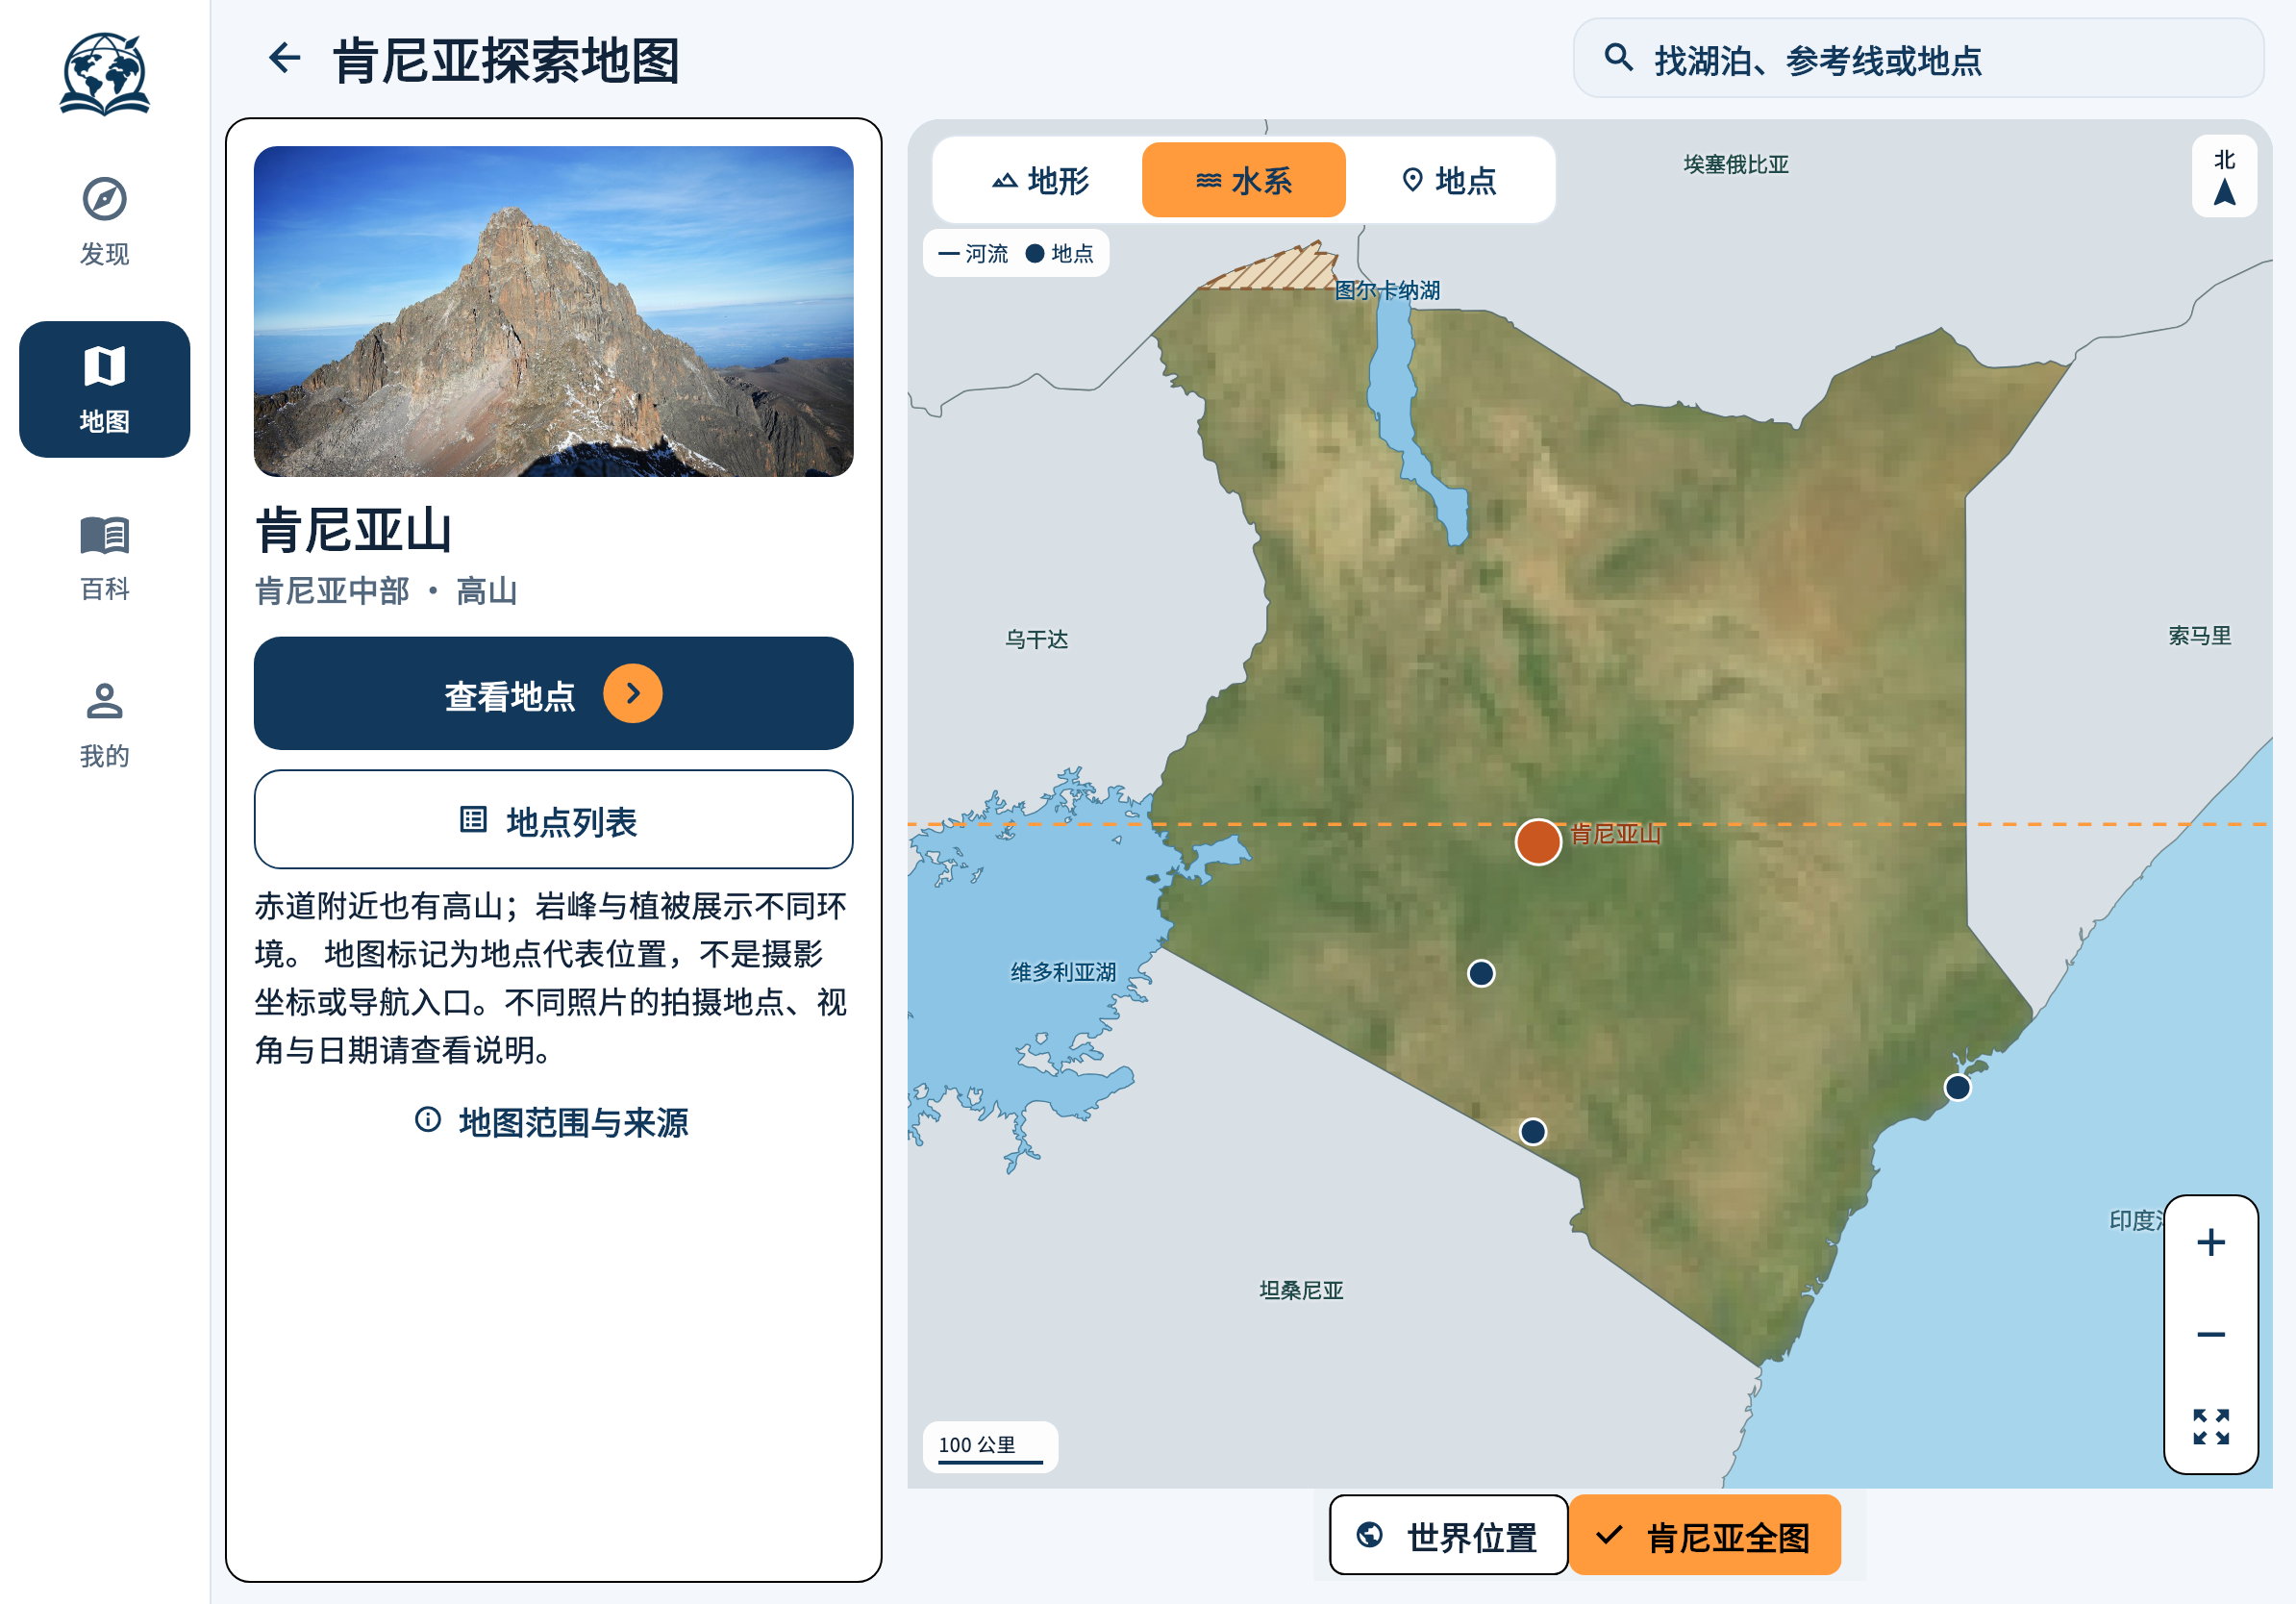 肯尼亚探索地图
找湖泊、参考线或地点
发现
地图
百科
我的
肯尼亚山
肯尼亚中部 · 高山
查看地点
地点列表
赤道附近也有高山；岩峰与植被展示不同环
境。 地图标记为地点代表位置，不是摄影
坐标或导航入口。不同照片的拍摄地点、视
角与日期请查看说明。
地图范围与来源
地形
水系
地点
河流
地点
北
埃塞俄比亚
图尔卡纳湖
乌干达
索马里
肯尼亚山
维多利亚湖
印度
坦桑尼亚
100 公里
世界位置
肯尼亚全图